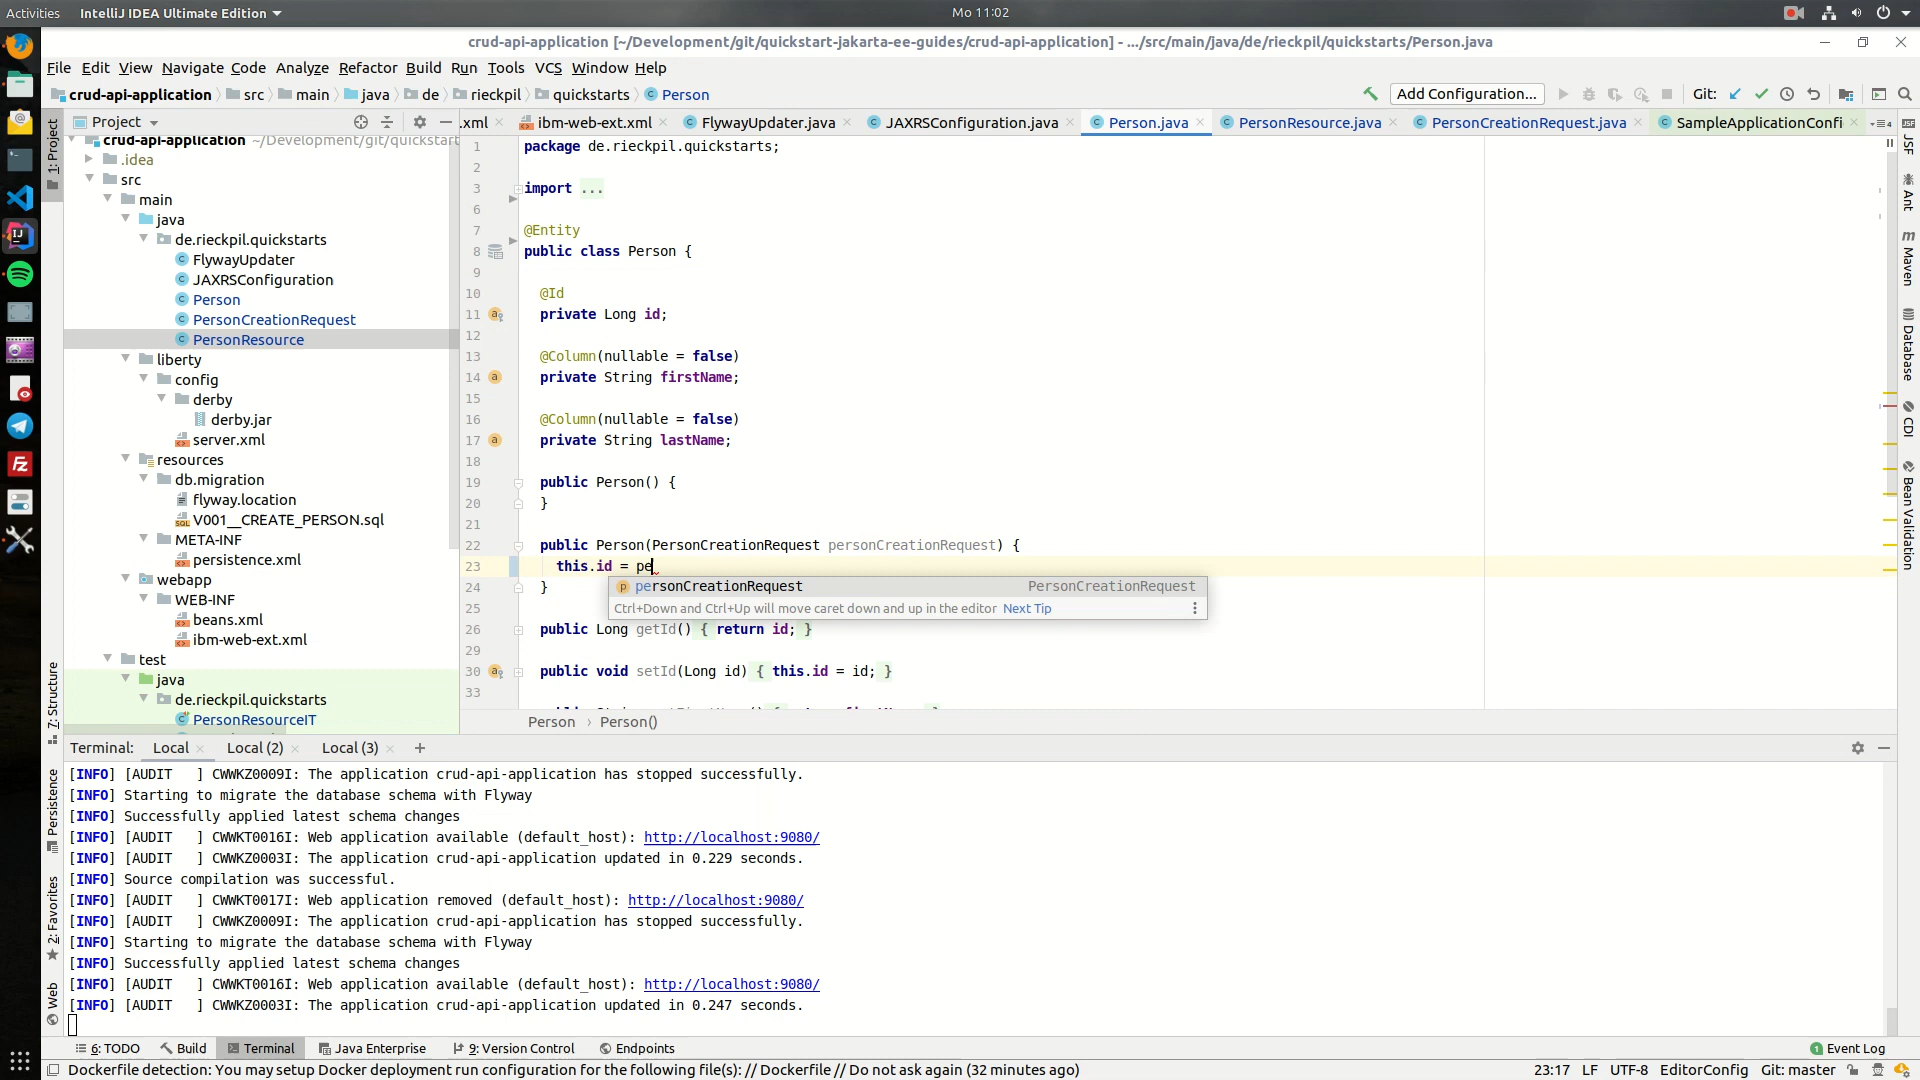 Activities IntelliJ IDEA Ultimate Edition Mo 11:02
crud-api-application [~/Development/git/quickstart-jakarta-ee-guides/crud-api-application] - .../src/main/java/de/rieckpil/quickstarts/Person.java
File Edit View Navigate Code Analyze Refactor Build Run Tools VCS Window Help
crud-api-application src main java de rieckpil quickstarts Person Add Configuration... Git:
Project .xml ibm-web-ext.xml FlywayUpdater.java JAXRSConfiguration.java Person.java PersonResource.java PersonCreationRequest.java SampleApplicationConfi
crud-api-application ~/Development/git/quickstart
.idea
src
main
java
de.rieckpil.quickstarts
FlywayUpdater
JAXRSConfiguration
Person
PersonCreationRequest
PersonResource
liberty
config
derby
derby.jar
server.xml
resources
db.migration
flyway.location
V001__CREATE_PERSON.sql
META-INF
persistence.xml
webapp
WEB-INF
beans.xml
ibm-web-ext.xml
test
java
de.rieckpil.quickstarts
PersonResourceIT
1 package de.rieckpil.quickstarts;
2
3 import ...
6
7 @Entity
8 public class Person {
9
10 @Id
11 private Long id;
12
13 @Column(nullable = false)
14 private String firstName;
15
16 @Column(nullable = false)
17 private String lastName;
18
19 public Person() {
20 }
21
22 public Person(PersonCreationRequest personCreationRequest) {
23 this.id = pe
personCreationRequest PersonCreationRequest
24 }
Ctrl+Down and Ctrl+Up will move caret down and up in the editor Next Tip
25
26 public Long getId() { return id; }
29
30 public void setId(Long id) { this.id = id; }
33
Person Person()
1: Project
7: Structure
Persistence
2: Favorites
Web
JSF
Ant
Maven
Database
CDI
Bean Validation
Terminal: Local Local (2) Local (3) +
[INFO] [AUDIT ] CWWKZ0009I: The application crud-api-application has stopped successfully.
[INFO] Starting to migrate the database schema with Flyway
[INFO] Successfully applied latest schema changes
[INFO] [AUDIT ] CWWKT0016I: Web application available (default_host): http://localhost:9080/
[INFO] [AUDIT ] CWWKZ0003I: The application crud-api-application updated in 0.229 seconds.
[INFO] Source compilation was successful.
[INFO] [AUDIT ] CWWKT0017I: Web application removed (default_host): http://localhost:9080/
[INFO] [AUDIT ] CWWKZ0009I: The application crud-api-application has stopped successfully.
[INFO] Starting to migrate the database schema with Flyway
[INFO] Successfully applied latest schema changes
[INFO] [AUDIT ] CWWKT0016I: Web application available (default_host): http://localhost:9080/
[INFO] [AUDIT ] CWWKZ0003I: The application crud-api-application updated in 0.247 seconds.
6: TODO Build Terminal Java Enterprise 9: Version Control Endpoints 1 Event Log
Dockerfile detection: You may setup Docker deployment run configuration for the following file(s): // Dockerfile // Do not ask again (32 minutes ago) 23:17 LF UTF-8 EditorConfig Git: master